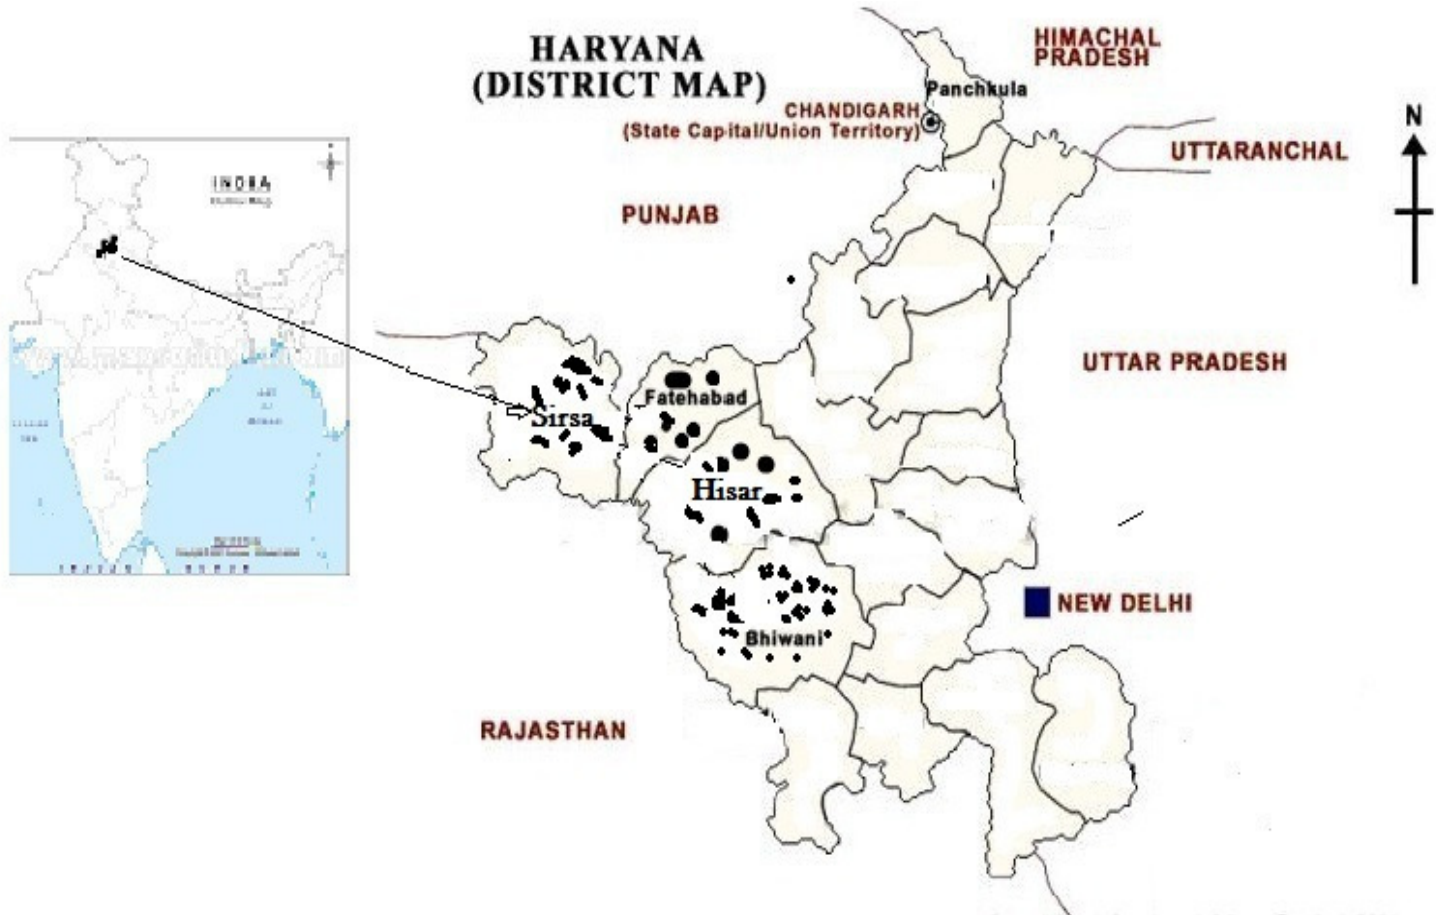 HARYANA
(DISTRICT MAP)
HIMACHAL
PRADESH
Panchkula
CHANDIGARH
(State Capital/Union Territory)
N
UTTARANCHAL
PUNJAB
INDIA
UTTAR PRADESH
Fatehabad
Sirsa
Hisar
NEW DELHI
Bhiwani
RAJASTHAN